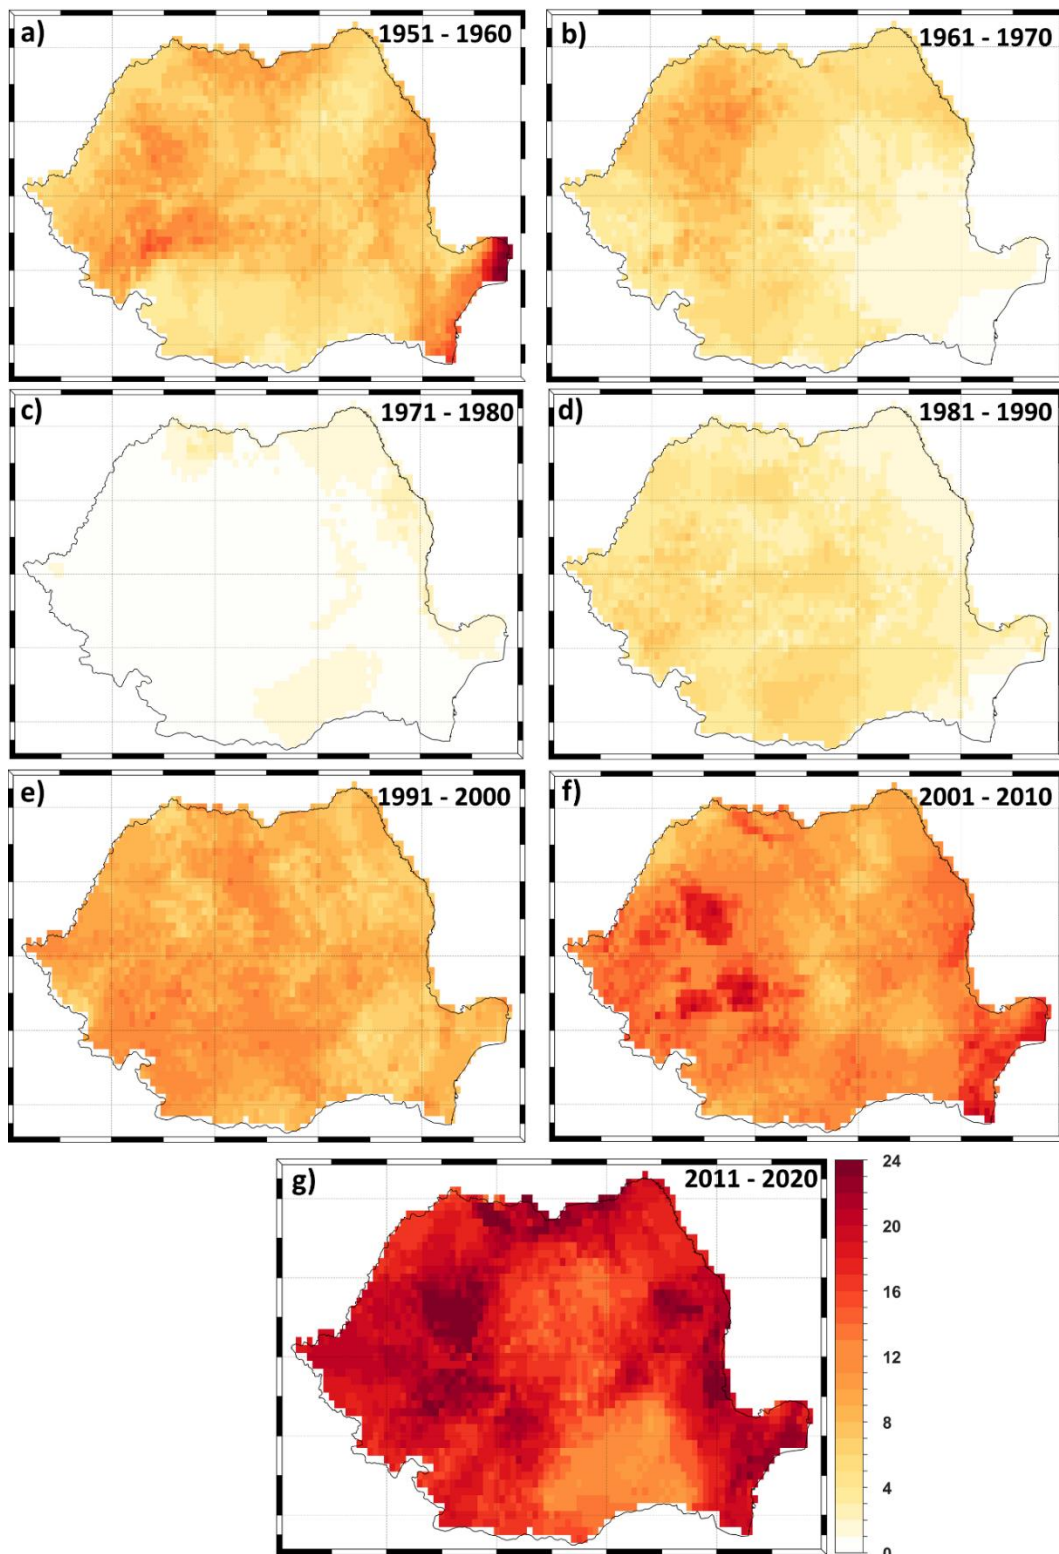 a) 1951 - 1960
b) 1961 - 1970
c) 1971 - 1980
d) 1981 - 1990
e) 1991 - 2000
f) 2001 - 2010
g) 2011 - 2020
24
20
16
12
8
4
0